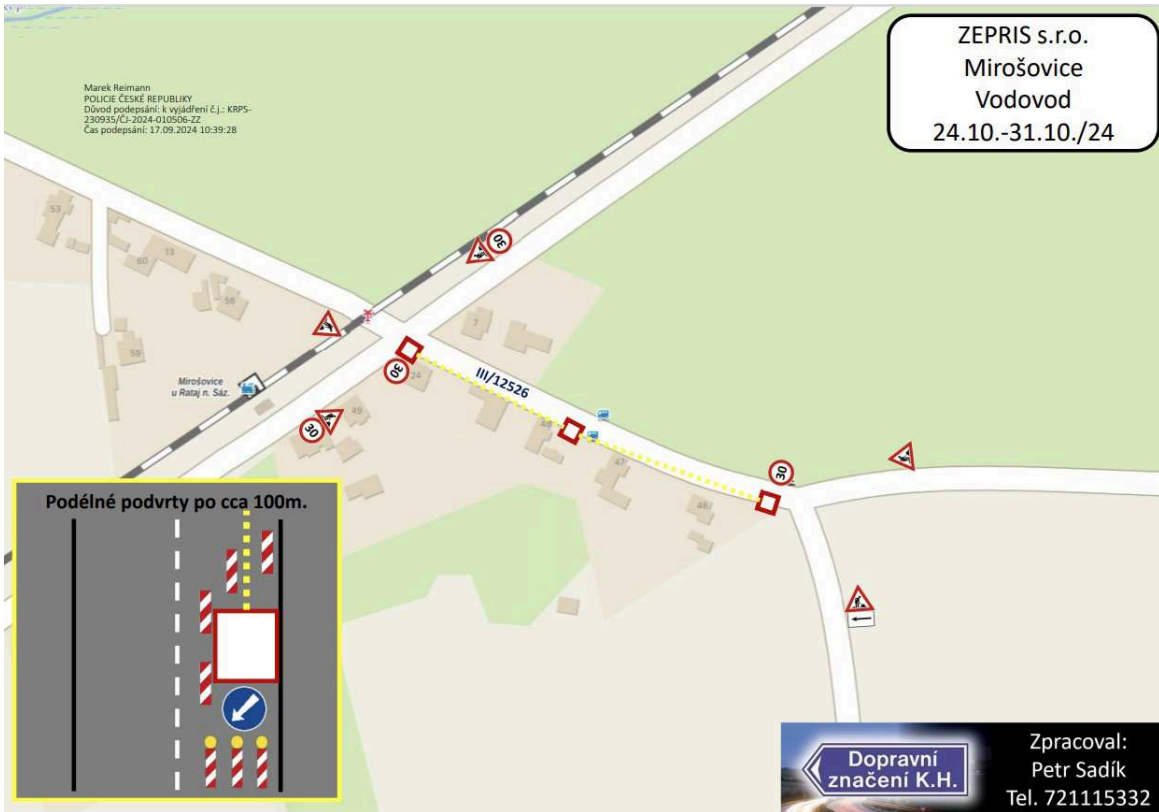 Marek Reimann
POLICIE ČESKÉ REPUBLIKY
Důvod podepsání: k vyjádření č.j.: KRPS-
230935/ČJ-2024-010506-ZZ
Čas podepsání: 17.09.2024 10:39:28
ZEPRIS s.r.o.
Mirošovice
Vodovod
24.10.-31.10./24
53
13
60
56
59
30
7
Mirošovice
u Rataj n. Sáz.
30
24
III/12526
49
30
48
47
30
46
Podélné podvrty po cca 100m.
Dopravní
značení K.H.
Zpracoval:
Petr Sadík
Tel. 721115332